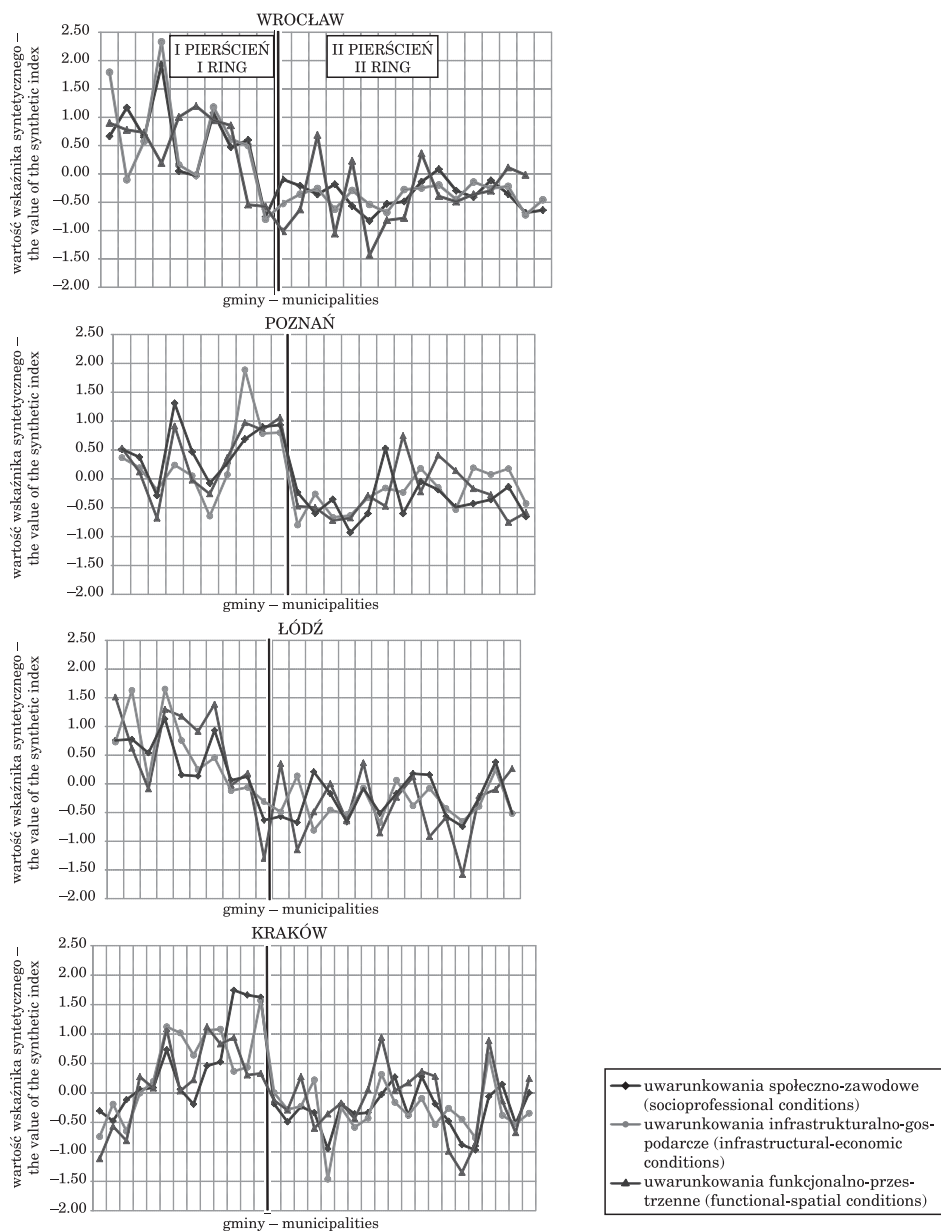 WROCŁAW
wartość wskaźnika syntetycznego –
the value of the synthetic index
2.50
2.00
1.50
1.00
0.50
0.00
–0.50
–1.00
–1.50
–2.00
I PIERSCIEŃ
I RING
II PIERSCIEŃ
II RING
gminy – municipalities
POZNAŃ
wartość wskaźnika syntetycznego –
the value of the synthetic index
2.50
2.00
1.50
1.00
0.50
0.00
–0.50
–1.00
–1.50
–2.00
gminy – municipalities
ŁÓDŹ
wartość wskaźnika syntetycznego –
the value of the synthetic index
2.50
2.00
1.50
1.00
0.50
0.00
–0.50
–1.00
–1.50
–2.00
gminy – municipalities
KRAKÓW
wartość wskaźnika syntetycznego –
the value of the synthetic index
2.50
2.00
1.50
1.00
0.50
0.00
–0.50
–1.00
–1.50
–2.00
gminy – municipalities
uwarunkowania społeczno-zawodowe
(socioprofessional conditions)
uwarunkowania infrastrukturalno-gos-
podarcze (infrastructural-economic
conditions)
uwarunkowania funkcjonalno-przes-
trzenne (functional-spatial conditions)